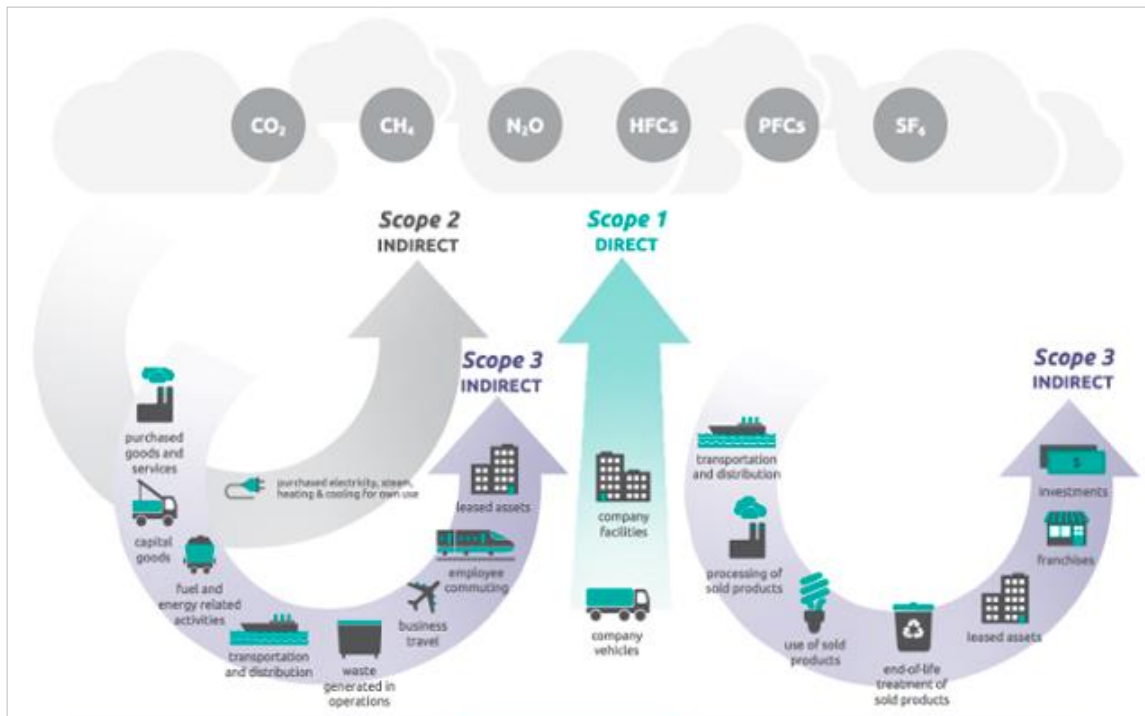 CO₂
CH₄
N₂O
HFCs
PFCs
SF₆
Scope 2
INDIRECT
Scope 1
DIRECT
Scope 3
INDIRECT
Scope 3
INDIRECT
purchased
goods and
services
capital
goods
fuel and
energy related
activities
transportation
and distribution
waste
generated in
operations
business
travel
employee
commuting
leased assets
purchased electricity, steam,
heating & cooling for own use
company
facilities
company
vehicles
transportation
and distribution
processing of
sold products
use of sold
products
end-of-life
treatment of
sold products
leased assets
franchises
$
investments